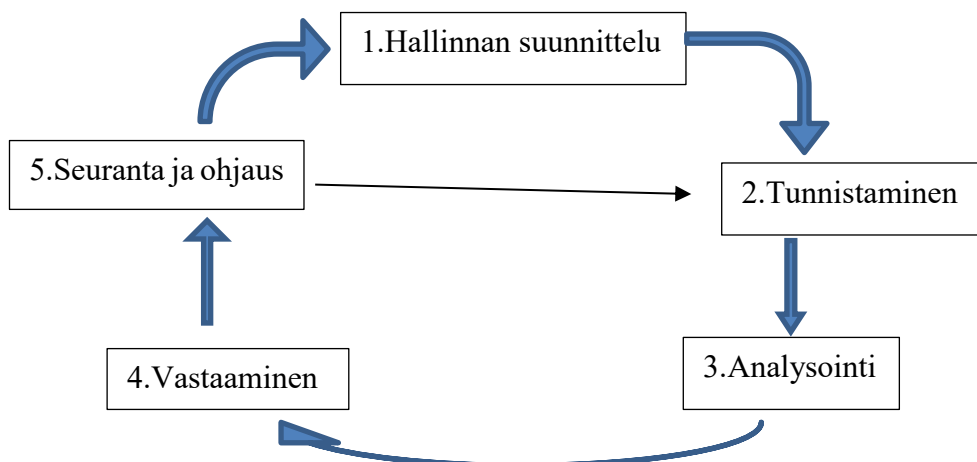 1.Hallinnan suunnittelu
2.Tunnistaminen
3.Analysointi
4.Vastaaminen
5.Seuranta ja ohjaus